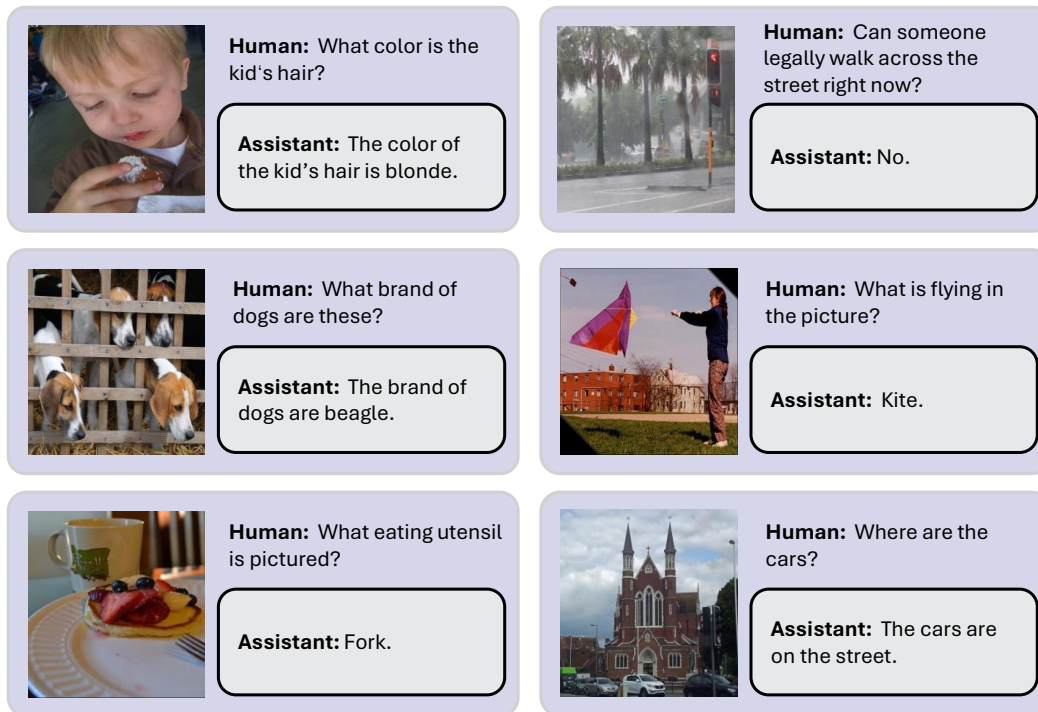 Human: What color is the
kid‘s hair?
Assistant: The color of
the kid’s hair is blonde.
Human: Can someone
legally walk across the
street right now?
Assistant: No.
Human: What brand of
dogs are these?
Assistant: The brand of
dogs are beagle.
Human: What is flying in
the picture?
Assistant: Kite.
Human: What eating utensil
is pictured?
Assistant: Fork.
Human: Where are the
cars?
Assistant: The cars are
on the street.